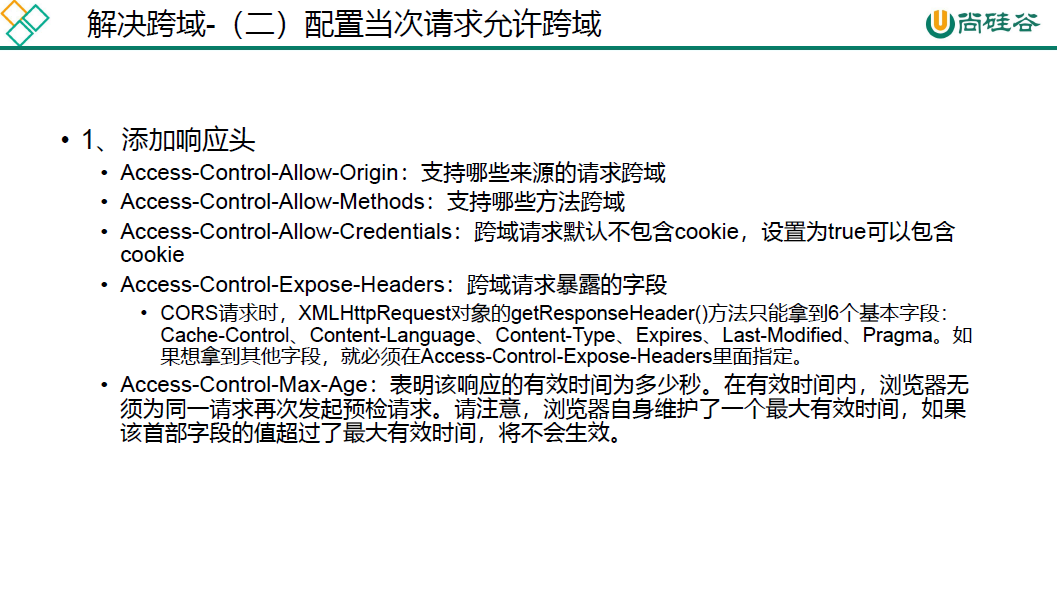 解决跨域-（二）配置当次请求允许跨域
尚硅谷
• 1、添加响应头
• Access-Control-Allow-Origin：支持哪些来源的请求跨域
• Access-Control-Allow-Methods：支持哪些方法跨域
• Access-Control-Allow-Credentials：跨域请求默认不包含cookie，设置为true可以包含
cookie
• Access-Control-Expose-Headers：跨域请求暴露的字段
• CORS请求时，XMLHttpRequest对象的getResponseHeader()方法只能拿到6个基本字段：
Cache-Control、Content-Language、Content-Type、Expires、Last-Modified、Pragma。如
果想拿到其他字段，就必须在Access-Control-Expose-Headers里面指定。
• Access-Control-Max-Age：表明该响应的有效时间为多少秒。在有效时间内，浏览器无
须为同一请求再次发起预检请求。请注意，浏览器自身维护了一个最大有效时间，如果
该首部字段的值超过了最大有效时间，将不会生效。